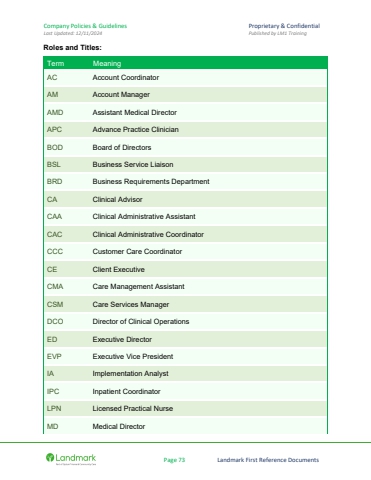 Company Policies & Guidelines Proprietary & Confidential
Last Updated: 12/11/2024 Published by LMS Training
Roles and Titles:
Term Meaning
AC Account Coordinator
AM Account Manager
AMD Assistant Medical Director
APC Advance Practice Clinician
BOD Board of Directors
BSL Business Service Liaison
BRD Business Requirements Department
CA Clinical Advisor
CAA Clinical Administrative Assistant
CAC Clinical Administrative Coordinator
CCC Customer Care Coordinator
CE Client Executive
CMA Care Management Assistant
CSM Care Services Manager
DCO Director of Clinical Operations
ED Executive Director
EVP Executive Vice President
IA Implementation Analyst
IPC Inpatient Coordinator
LPN Licensed Practical Nurse
MD Medical Director
Landmark Page 73 Landmark First Reference Documents